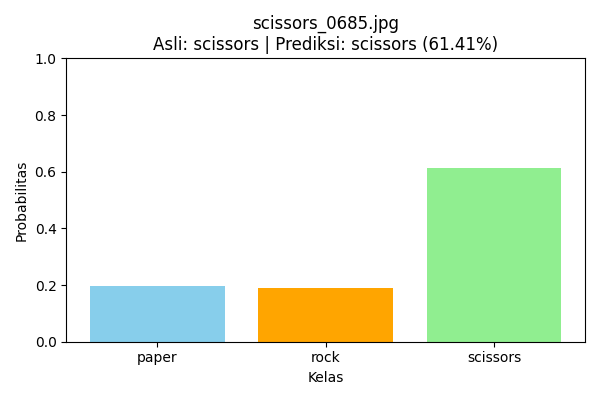 scissors_0685.jpg
Asli: scissors | Prediksi: scissors (61.41%)
1.0
0.8
0.6
0.4
0.2
0.0
Probabilitas
paper rock scissors
Kelas